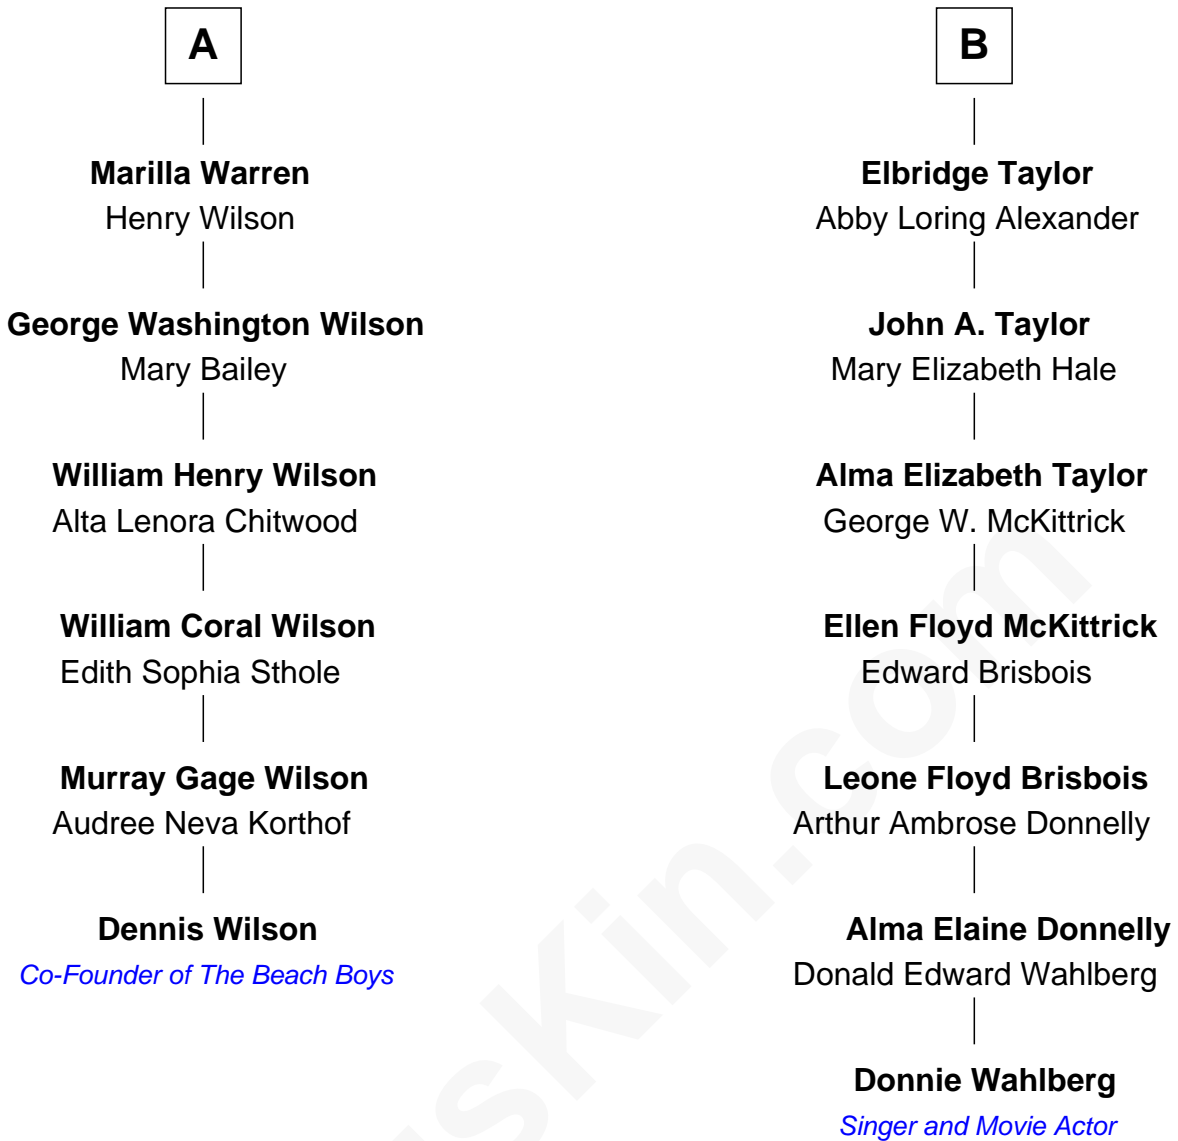 A
Marilla Warren
Henry Wilson
George Washington Wilson
Mary Bailey
William Henry Wilson
Alta Lenora Chitwood
William Coral Wilson
Edith Sophia Sthole
Murray Gage Wilson
Audree Neva Korthof
Dennis Wilson
Co-Founder of The Beach Boys
B
Elbridge Taylor
Abby Loring Alexander
John A. Taylor
Mary Elizabeth Hale
Alma Elizabeth Taylor
George W. McKittrick
Ellen Floyd McKittrick
Edward Brisbois
Leone Floyd Brisbois
Arthur Ambrose Donnelly
Alma Elaine Donnelly
Donald Edward Wahlberg
Donnie Wahlberg
Singer and Movie Actor
usKin.com